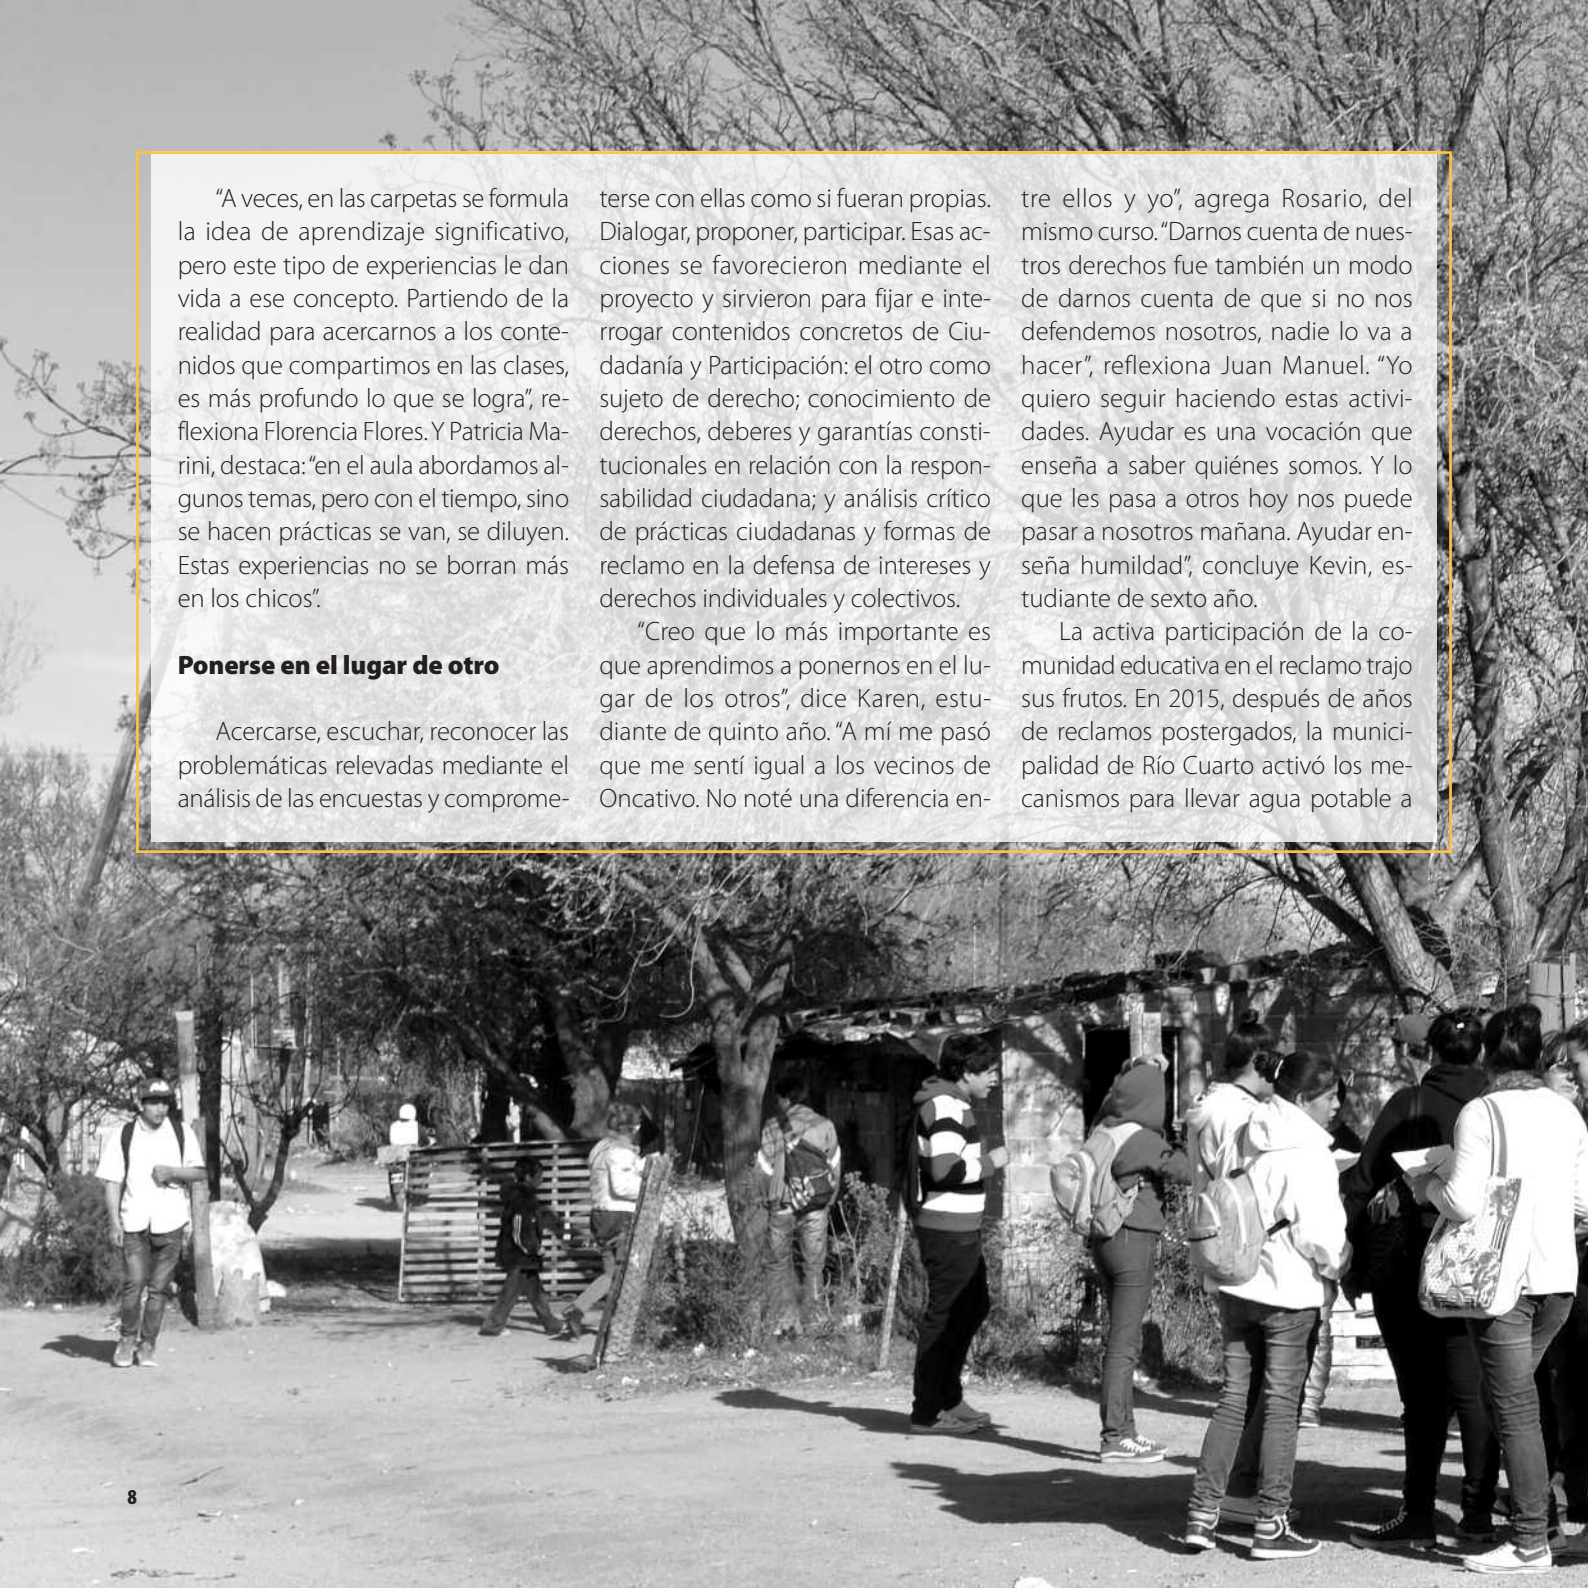 “A veces, en las carpetas se formula
la idea de aprendizaje significativo,
pero este tipo de experiencias le dan
vida a ese concepto. Partiendo de la
realidad para acercarnos a los conte-
nidos que compartimos en las clases,
es más profundo lo que se logra”, re-
flexiona Florencia Flores. Y Patricia Ma-
rini, destaca: “en el aula abordamos al-
gunos temas, pero con el tiempo, sino
se hacen prácticas se van, se diluyen.
Estas experiencias no se borran más
en los chicos”.
Ponerse en el lugar de otro
Acercarse, escuchar, reconocer las
problemáticas relevadas mediante el
análisis de las encuestas y comprome-
terse con ellas como si fueran propias.
Dialogar, proponer, participar. Esas ac-
ciones se favorecieron mediante el
proyecto y sirvieron para fijar e inte-
rrogar contenidos concretos de Ciu-
dadanía y Participación: el otro como
sujeto de derecho; conocimiento de
derechos, deberes y garantías consti-
tucionales en relación con la respon-
sabilidad ciudadana; y análisis crítico
de prácticas ciudadanas y formas de
reclamo en la defensa de intereses y
derechos individuales y colectivos.
“Creo que lo más importante es
que aprendimos a ponernos en el lu-
gar de los otros”, dice Karen, estu-
diante de quinto año. “A mí me pasó
que me sentí igual a los vecinos de
Oncativo. No noté una diferencia en-
tre ellos y yo”, agrega Rosario, del
mismo curso. “Darnos cuenta de nues-
tros derechos fue también un modo
de darnos cuenta de que si no nos
defendemos nosotros, nadie lo va a
hacer”, reflexiona Juan Manuel. “Yo
quiero seguir haciendo estas activi-
dades. Ayudar es una vocación que
enseña a saber quiénes somos. Y lo
que les pasa a otros hoy nos puede
pasar a nosotros mañana. Ayudar en-
seña humildad”, concluye Kevin, es-
tudiante de sexto año.
La activa participación de la co-
munidad educativa en el reclamo trajo
sus frutos. En 2015, después de años
de reclamos postergados, la munici-
palidad de Río Cuarto activó los me-
canismos para llevar agua potable a
8